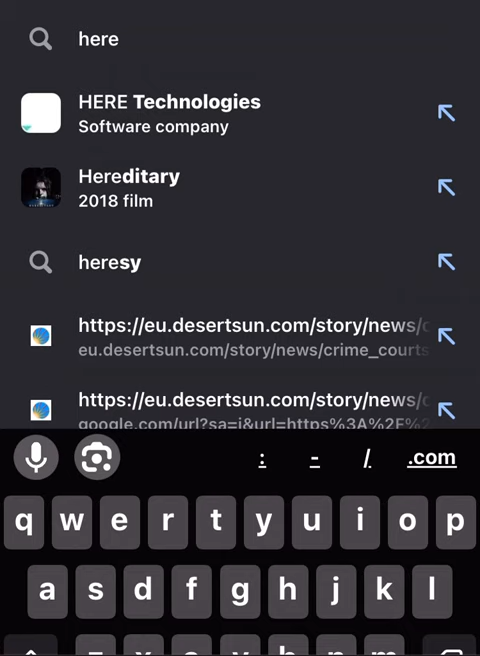 here
HERE Technologies
Software company
Hereditary
2018 film
heresy
https://eu.desertsun.com/story/news/c
eu.desertsun.com/story/news/crime_courts
https://eu.desertsun.com/story/news/c
google.com/url?sa=i&url=https%3A%2F%2
: - / .com
q w e r t y u i o p
a s d f g h j k l
z x c v b n m